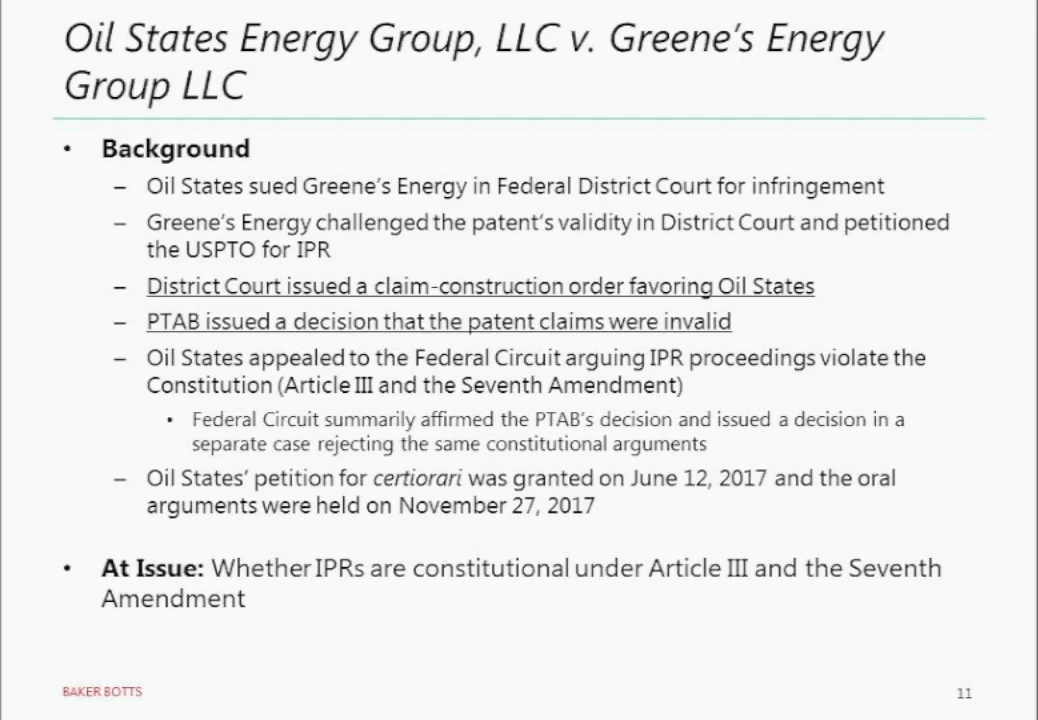 Oil States Energy Group, LLC v. Greene's Energy
Group LLC
• Background
– Oil States sued Greene's Energy in Federal District Court for infringement
– Greene's Energy challenged the patent's validity in District Court and petitioned
the USPTO for IPR
– District Court issued a claim-construction order favoring Oil States
– PTAB issued a decision that the patent claims were invalid
– Oil States appealed to the Federal Circuit arguing IPR proceedings violate the
Constitution (Article III and the Seventh Amendment)
• Federal Circuit summarily affirmed the PTAB's decision and issued a decision in a
separate case rejecting the same constitutional arguments
– Oil States' petition for certiorari was granted on June 12, 2017 and the oral
arguments were held on November 27, 2017
• At Issue: Whether IPRs are constitutional under Article III and the Seventh
Amendment
BAKER BOTTS
11